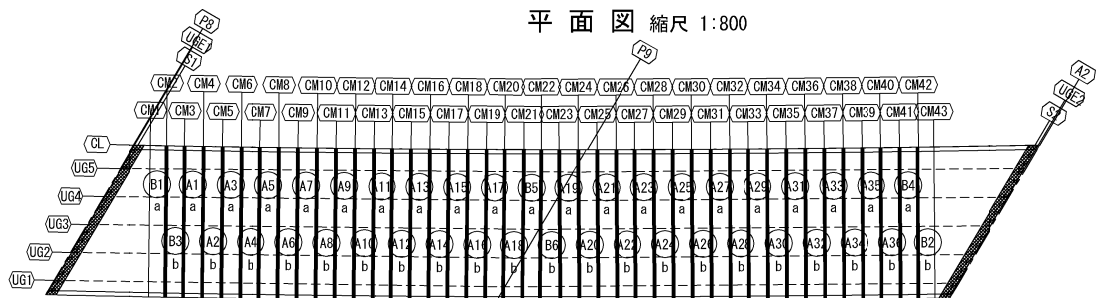 平面図 縮尺 1:800
P8
UGE1
S1
P9
A2
UGE2
CM2 CM4 CM6 CM8 CM10 CM12 CM14 CM16 CM18 CM20 CM22 CM24 CM26 CM28 CM30 CM32 CM34 CM36 CM38 CM40 CM42
CM1 CM3 CM5 CM7 CM9 CM11 CM13 CM15 CM17 CM19 CM21 CM23 CM25 CM27 CM29 CM31 CM33 CM35 CM37 CM39 CM41 CM43
CL
UG5
B1 A1 A3 A5 A7 A9 A11 A13 A15 A17 B5 A19 A21 A23 A25 A27 A29 A31 A33 A35 B4
UG4
a a a a a a a a a a a a a a a a a a a a a
UG3
B3 A2 A4 A6 A8 A10 A12 A14 A16 A18 B6 A20 A22 A24 A26 A28 A30 A32 A34 A36 B2
UG2
b b b b b b b b b b b b b b b b b b b b b
UG1